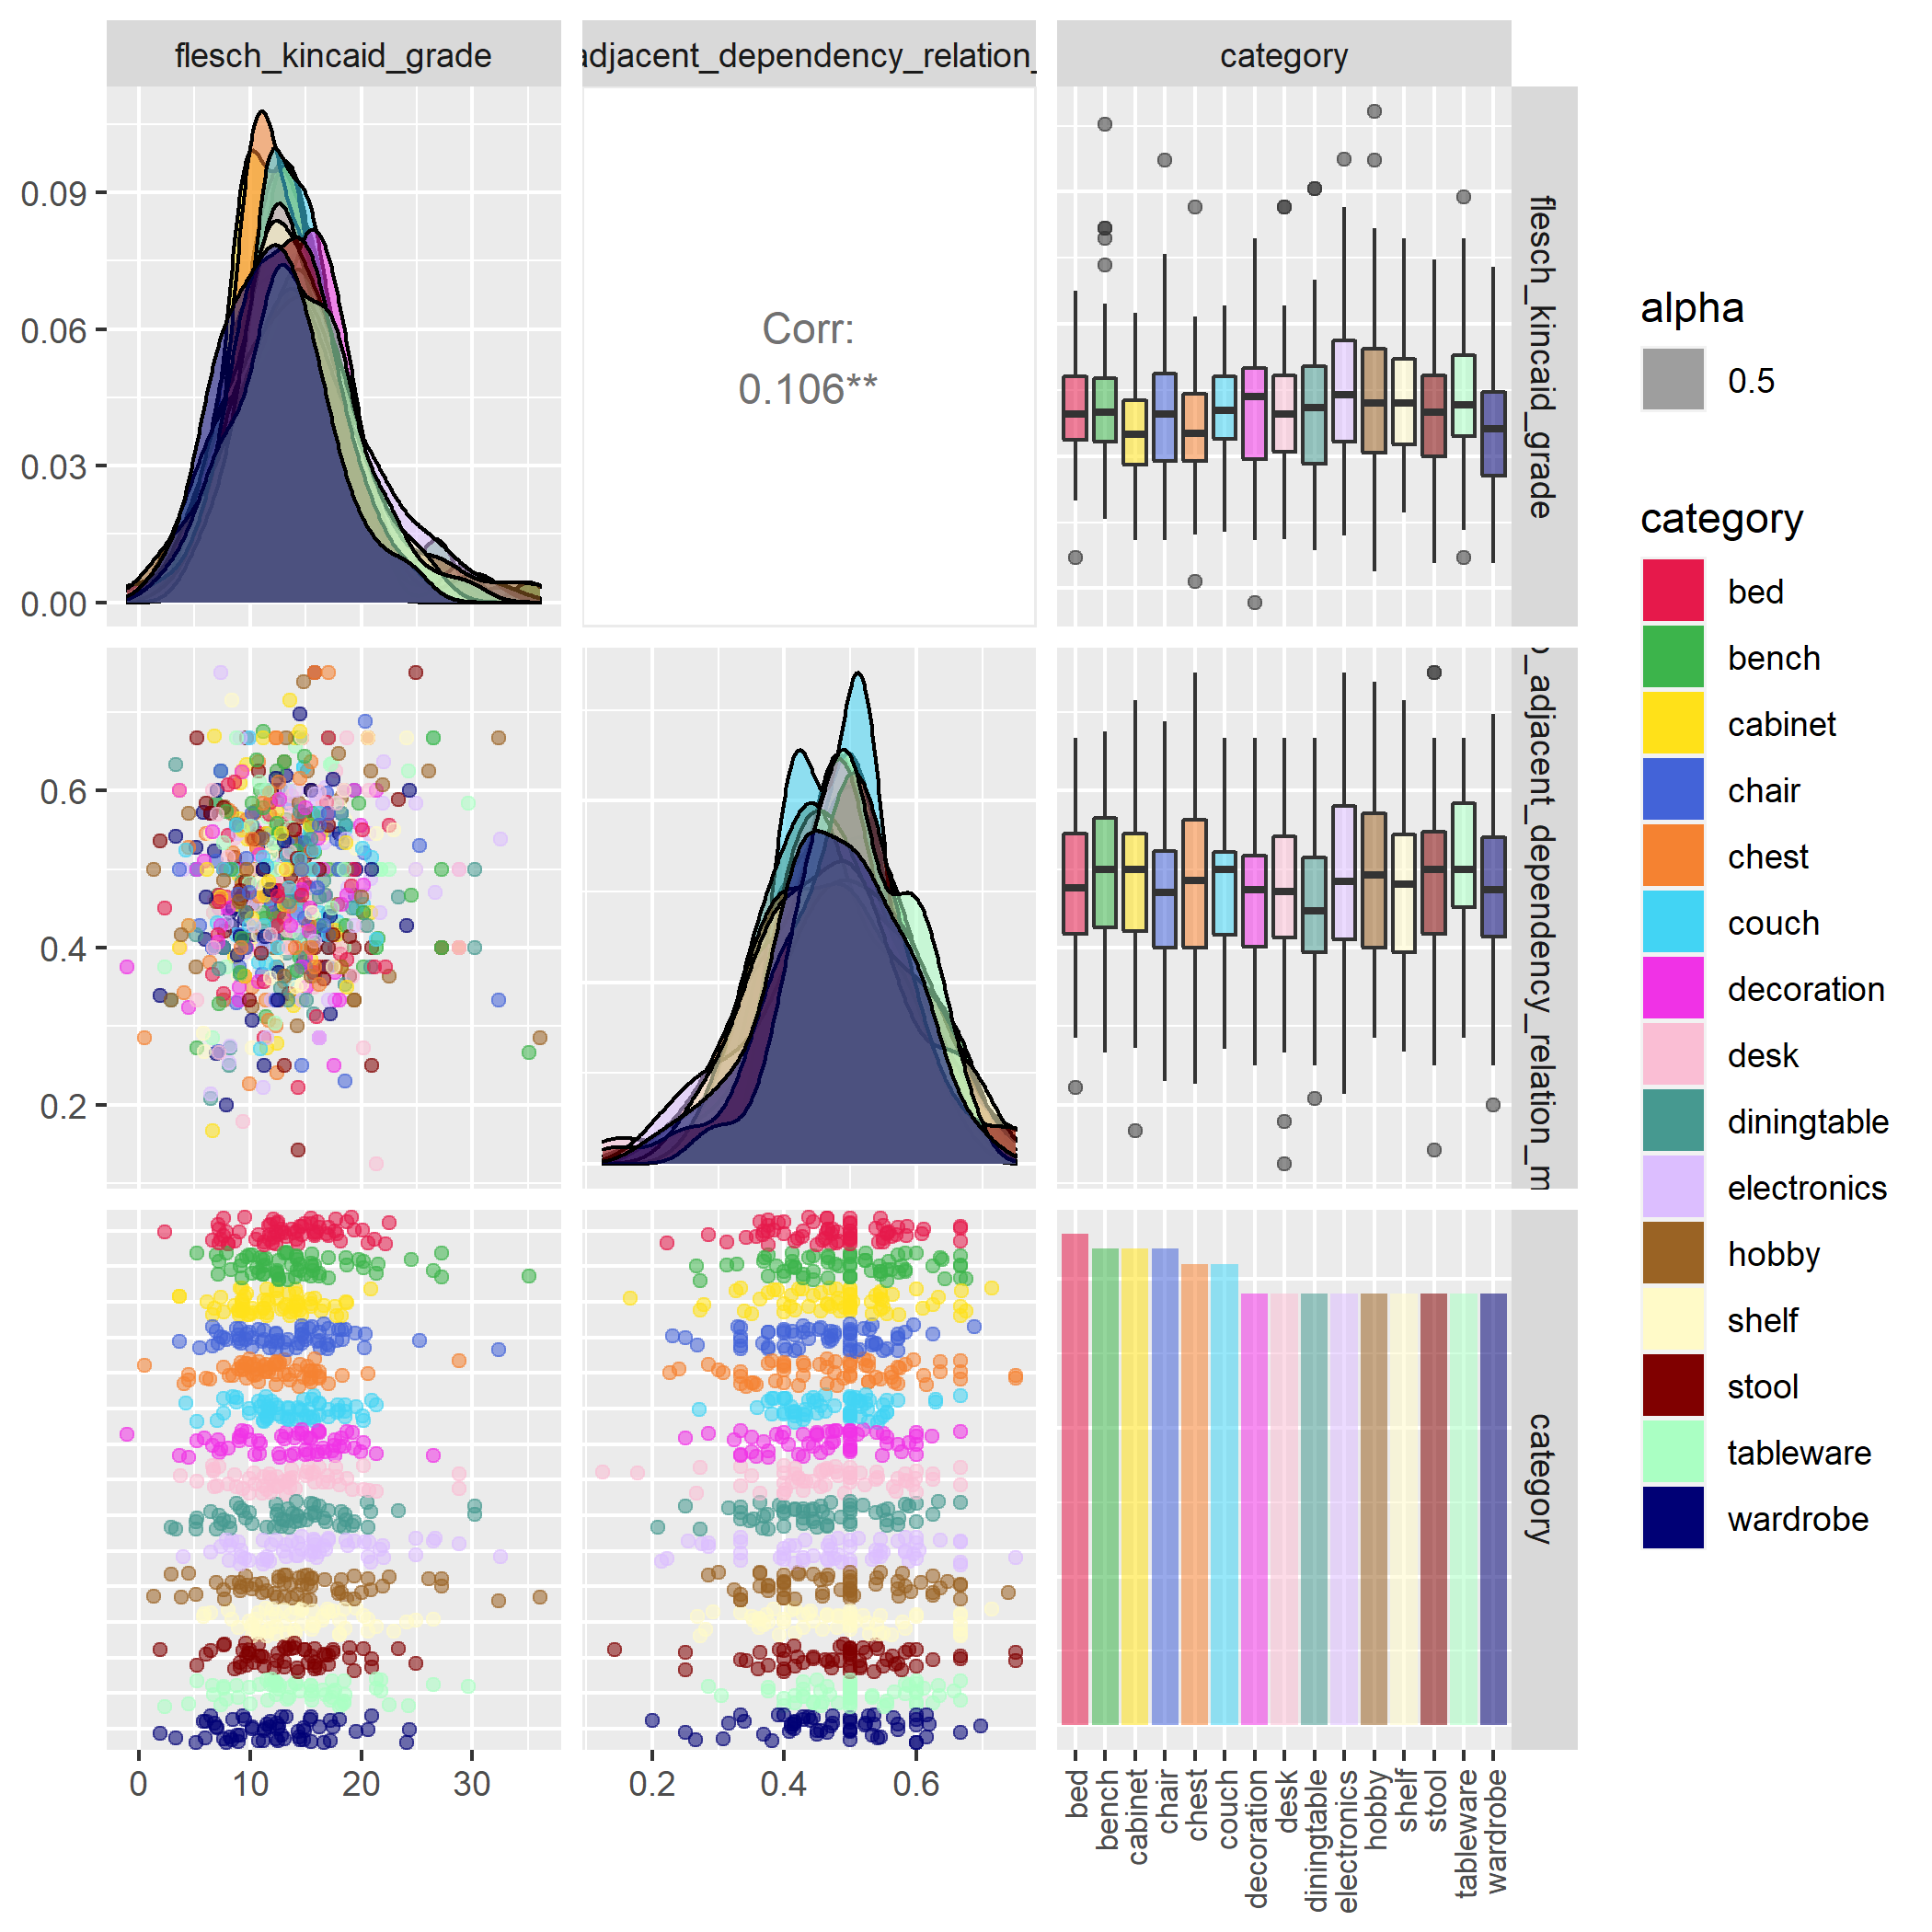 flesch_kincaid_grade
adjacent_dependency_relation_
category
0.09
0.06
0.03
0.00
Corr:
0.106**
flesch_kincaid_grade
0.6
0.4
0.2
_adjacent_dependency_relation_m
category
0 10 20 30
0.2 0.4 0.6
bed
bench
cabinet
chair
chest
couch
decoration
desk
diningtable
electronics
hobby
shelf
stool
tableware
wardrobe
alpha
0.5
category
bed
bench
cabinet
chair
chest
couch
decoration
desk
diningtable
electronics
hobby
shelf
stool
tableware
wardrobe